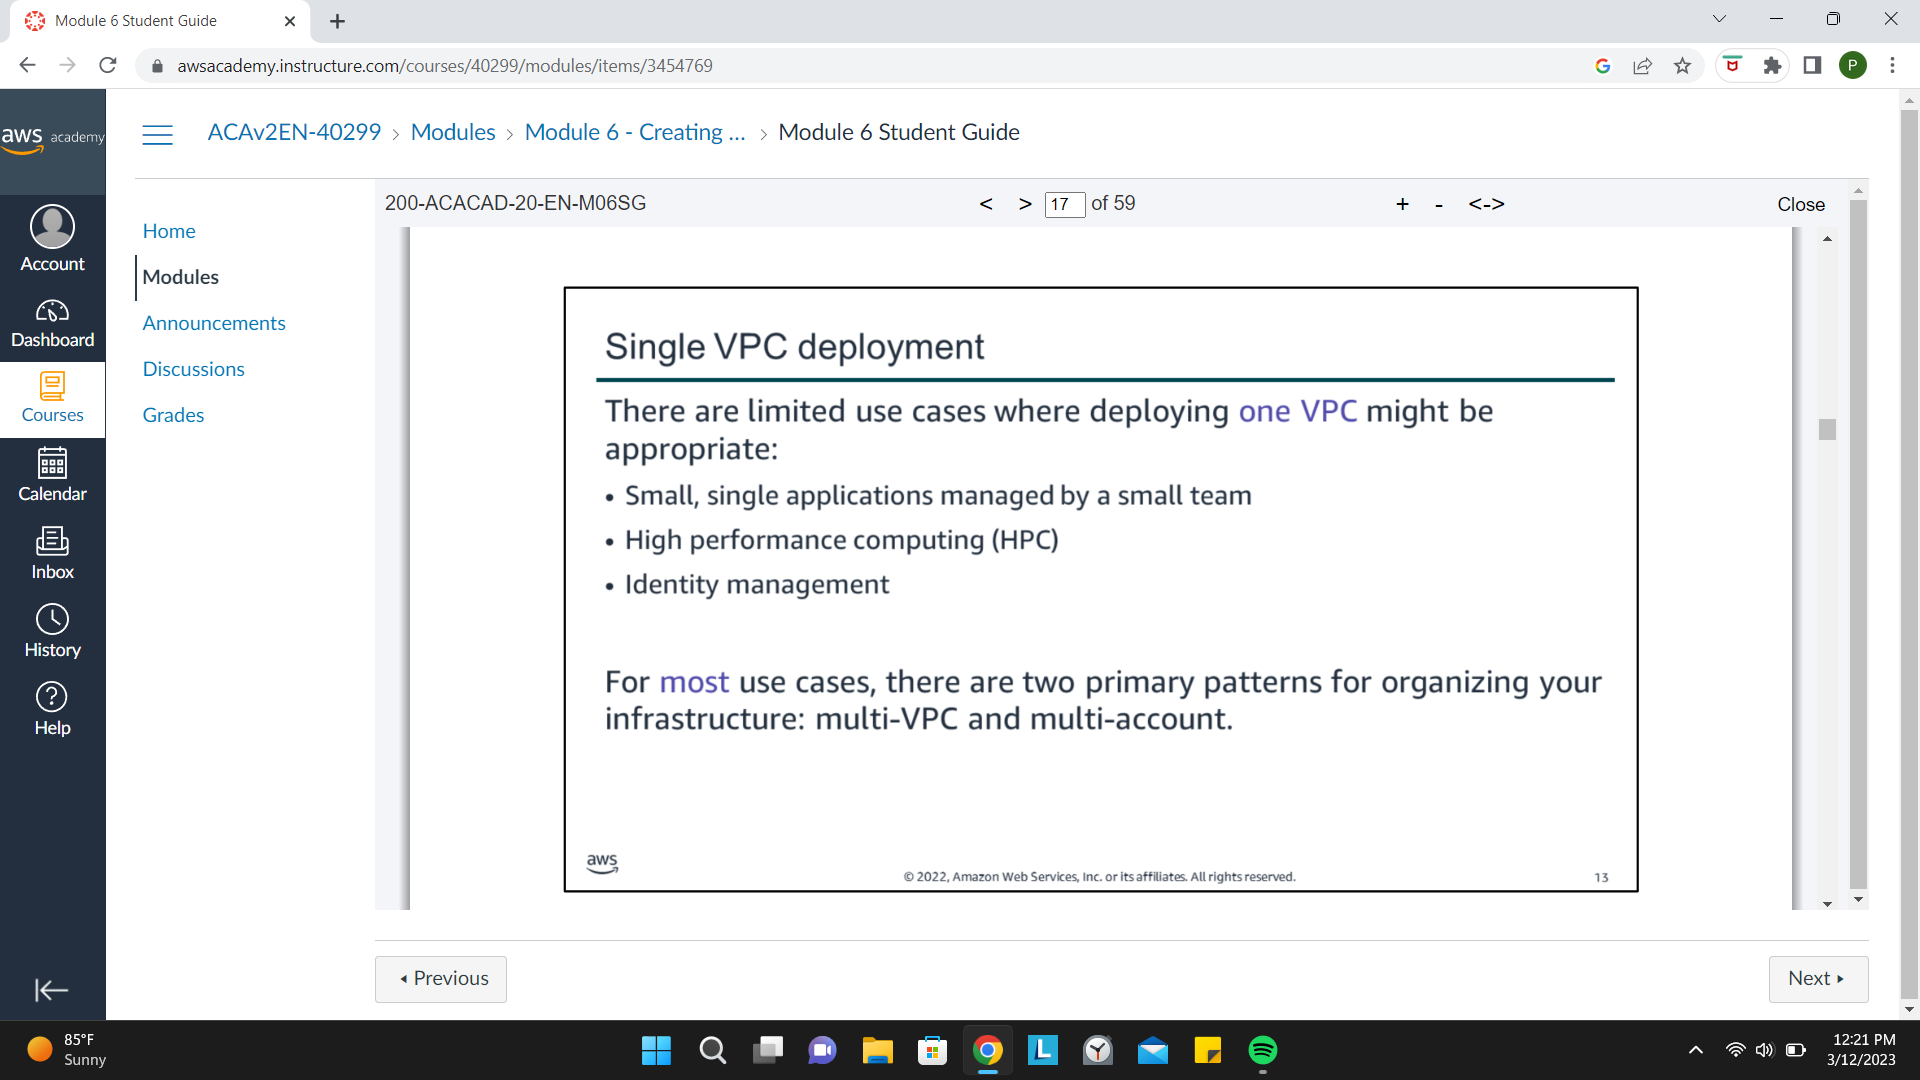 Module 6 Student Guide
awsacademy.instructure.com/courses/40299/modules/items/3454769
P
aws academy
ACAv2EN-40299 > Modules > Module 6 - Creating ... > Module 6 Student Guide
200-ACACAD-20-EN-M06SG < > 17 of 59 + - <-> Close
Account
Dashboard
Courses
Calendar
Inbox
History
Help
Home
Modules
Announcements
Discussions
Grades
Single VPC deployment
There are limited use cases where deploying one VPC might be
appropriate:
• Small, single applications managed by a small team
• High performance computing (HPC)
• Identity management
For most use cases, there are two primary patterns for organizing your
infrastructure: multi-VPC and multi-account.
aws
© 2022, Amazon Web Services, Inc. or its affiliates. All rights reserved.
13
Previous
Next
85°F
Sunny
L
12:21 PM
3/12/2023